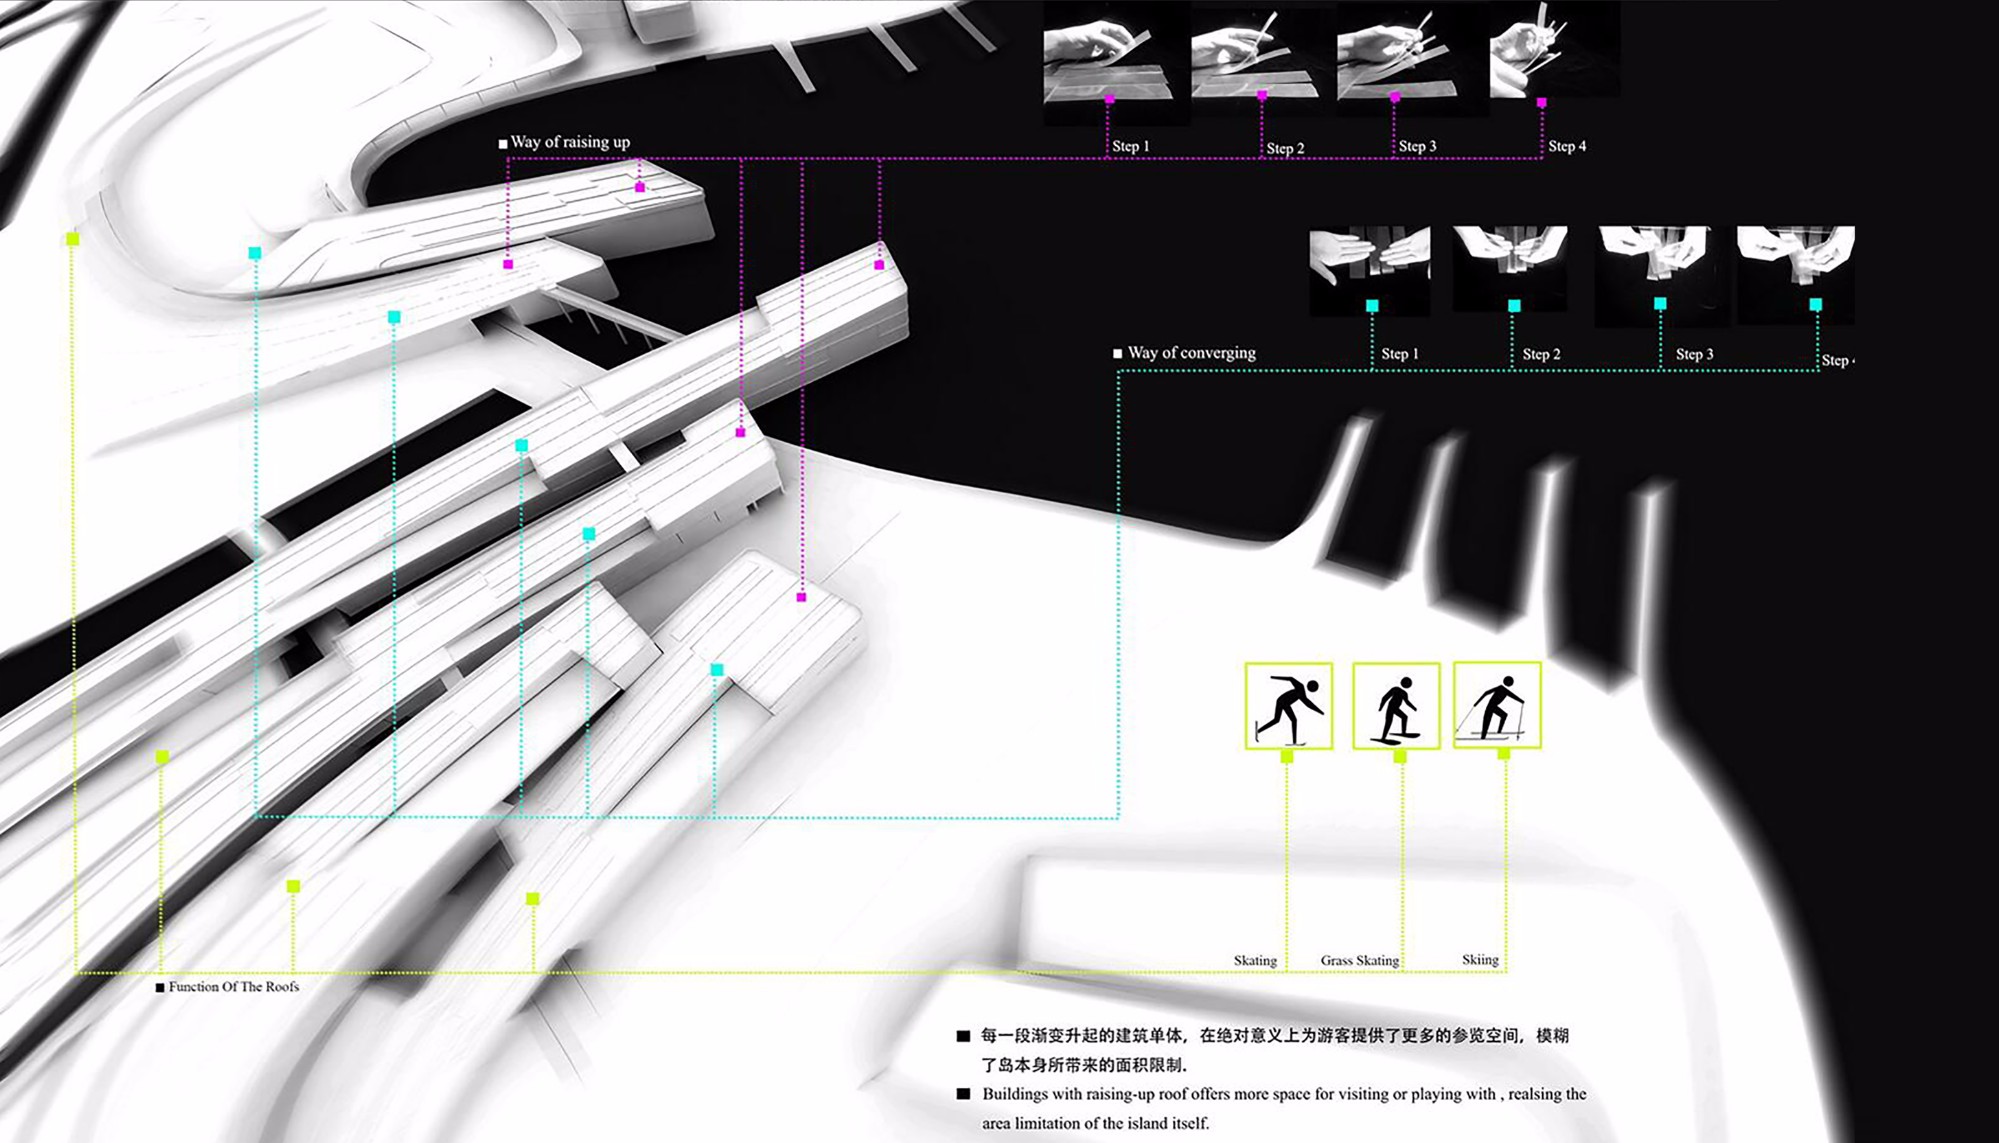 Way of raising up
Step 1
Step 2
Step 3
Step 4
Way of converging
Step 1
Step 2
Step 3
Step
Skating
Grass Skating
Skiing
Function Of The Roofs
每一段渐变升起的建筑单体，在绝对意义上为游客提供了更多的参览空间，模糊
了岛本身所带来的面积限制.
Buildings with raising-up roof offers more space for visiting or playing with , realsing the
area limitation of the island itself.